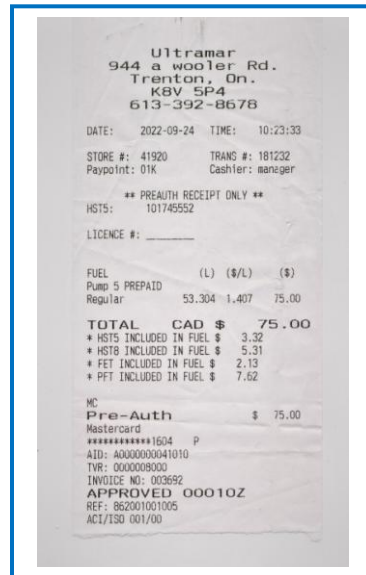 Ultramar
944 a wooler Rd.
Trenton, On.
K8V 5P4
613-392-8678
DATE: 2022-09-24 TIME: 10:23:33
STORE #: 41920 TRANS #: 181232
Paypoint: 01K Cashier: manager
** PREAUTH RECEIPT ONLY **
HST5: 101745552
LICENCE #: ________
FUEL (L) ($/L) ($)
Pump 5 PREPAID
Regular 53.304 1.407 75.00
TOTAL CAD $ 75.00
* HST5 INCLUDED IN FUEL $ 3.32
* HST8 INCLUDED IN FUEL $ 5.31
* FET INCLUDED IN FUEL $ 2.13
* PFT INCLUDED IN FUEL $ 7.62
MC
Pre-Auth $ 75.00
Mastercard
************1604 P
AID: A0000000041010
TVR: 0000008000
INVOICE NO: 003692
APPROVED 00010Z
REF: 862001001005
ACI/ISO 001/00